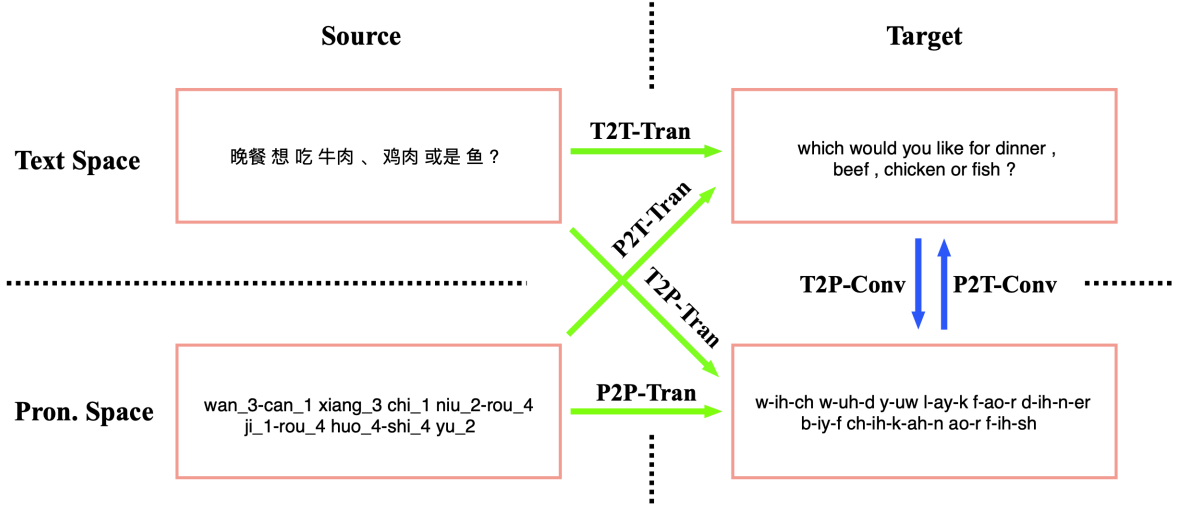 Source
Target
Text Space
晚餐 想 吃 牛肉 、 鸡肉 或是 鱼 ?
T2T-Tran
which would you like for dinner ,
beef , chicken or fish ?
P2T-Tran
T2P-Tran
T2P-Conv
P2T-Conv
Pron. Space
wan_3-can_1 xiang_3 chi_1 niu_2-rou_4
ji_1-rou_4 huo_4-shi_4 yu_2
P2P-Tran
w-ih-ch w-uh-d y-uw l-ay-k f-ao-r d-ih-n-er
b-iy-f ch-ih-k-ah-n ao-r f-ih-sh